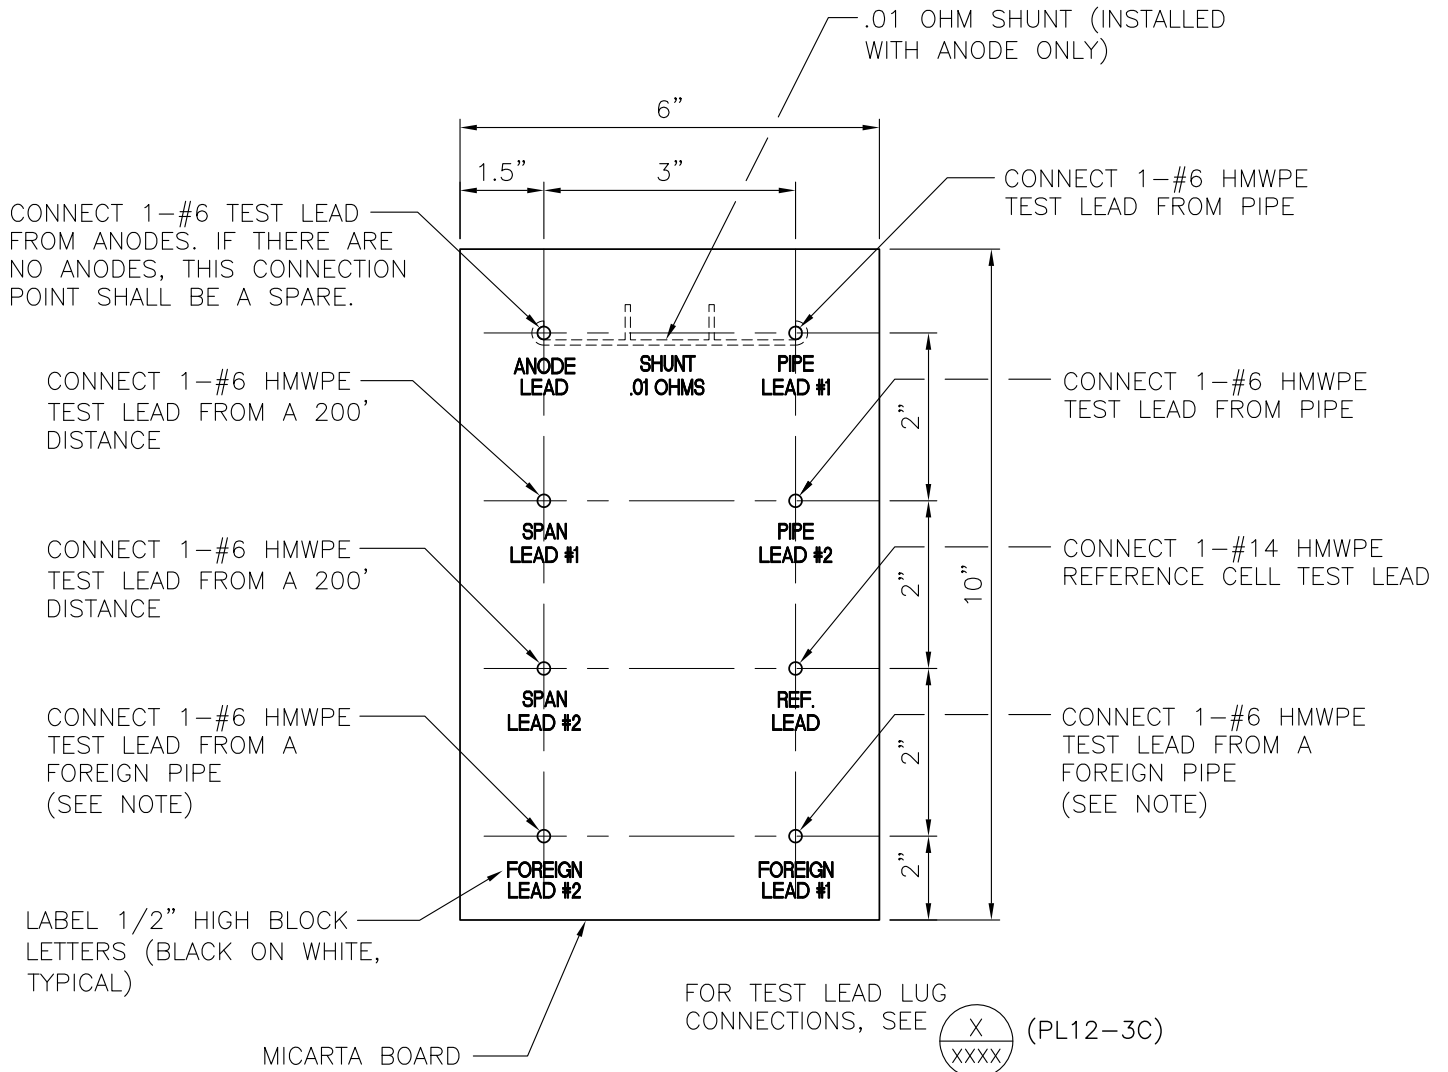 .01 OHM SHUNT (INSTALLED
WITH ANODE ONLY)
6”
1.5”
3”
CONNECT 1-#6 HMWPE
TEST LEAD FROM PIPE
CONNECT 1-#6 TEST LEAD
FROM ANODES. IF THERE ARE
NO ANODES, THIS CONNECTION
POINT SHALL BE A SPARE.
ANODE
LEAD
SHUNT
.01 OHMS
PIPE
LEAD #1
CONNECT 1-#6 HMWPE
TEST LEAD FROM A 200'
DISTANCE
CONNECT 1-#6 HMWPE
TEST LEAD FROM PIPE
2”
SPAN
LEAD #1
PIPE
LEAD #2
CONNECT 1-#6 HMWPE
TEST LEAD FROM A 200'
DISTANCE
CONNECT 1-#14 HMWPE
REFERENCE CELL TEST LEAD
2”
10”
SPAN
LEAD #2
REF.
LEAD
CONNECT 1-#6 HMWPE
TEST LEAD FROM A
FOREIGN PIPE
(SEE NOTE)
CONNECT 1-#6 HMWPE
TEST LEAD FROM A
FOREIGN PIPE
(SEE NOTE)
2”
FOREIGN
LEAD #2
FOREIGN
LEAD #1
2”
LABEL 1/2” HIGH BLOCK
LETTERS (BLACK ON WHITE,
TYPICAL)
MICARTA BOARD
FOR TEST LEAD LUG
CONNECTIONS, SEE
X
XXXX
(PL12-3C)